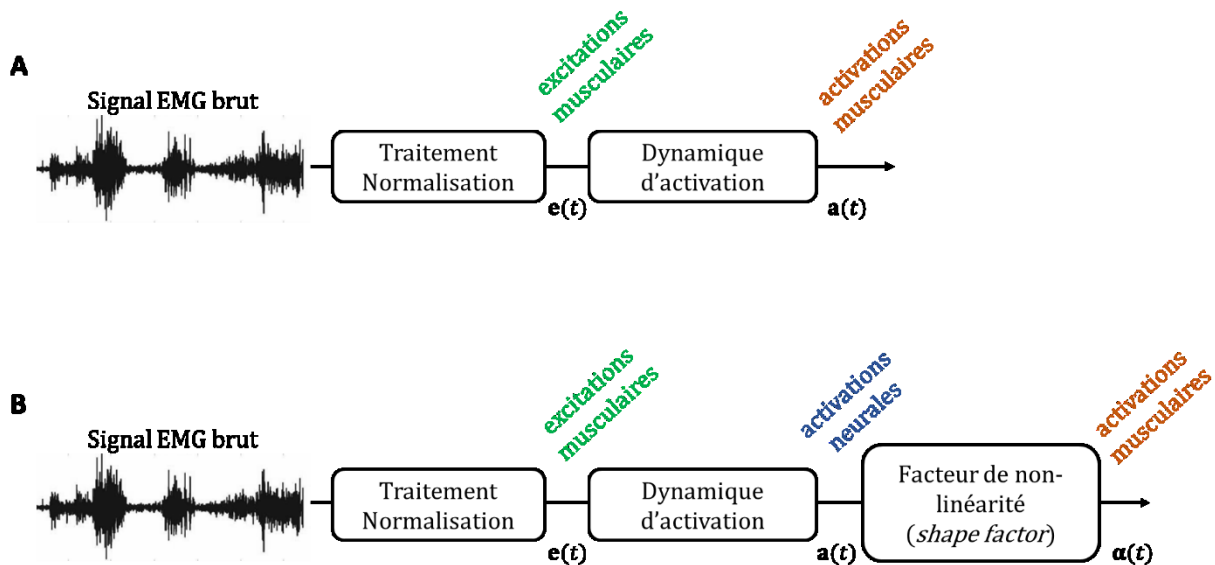 A
Signal EMG brut
Traitement
Normalisation
e(t)
excitations
musculaires
Dynamique
d'activation
a(t)
activations
musculaires
B
Signal EMG brut
Traitement
Normalisation
e(t)
excitations
musculaires
Dynamique
d'activation
a(t)
activations
neurales
Facteur de non-
linéarité
(shape factor)
α(t)
activations
musculaires